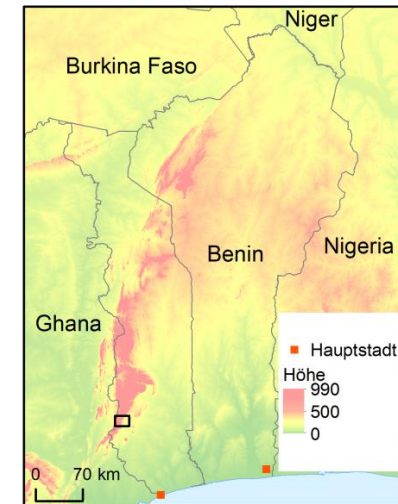 Niger
Burkina Faso
Benin
Nigeria
Ghana
Hauptstadt
Höhe
990
500
0
0 70 km